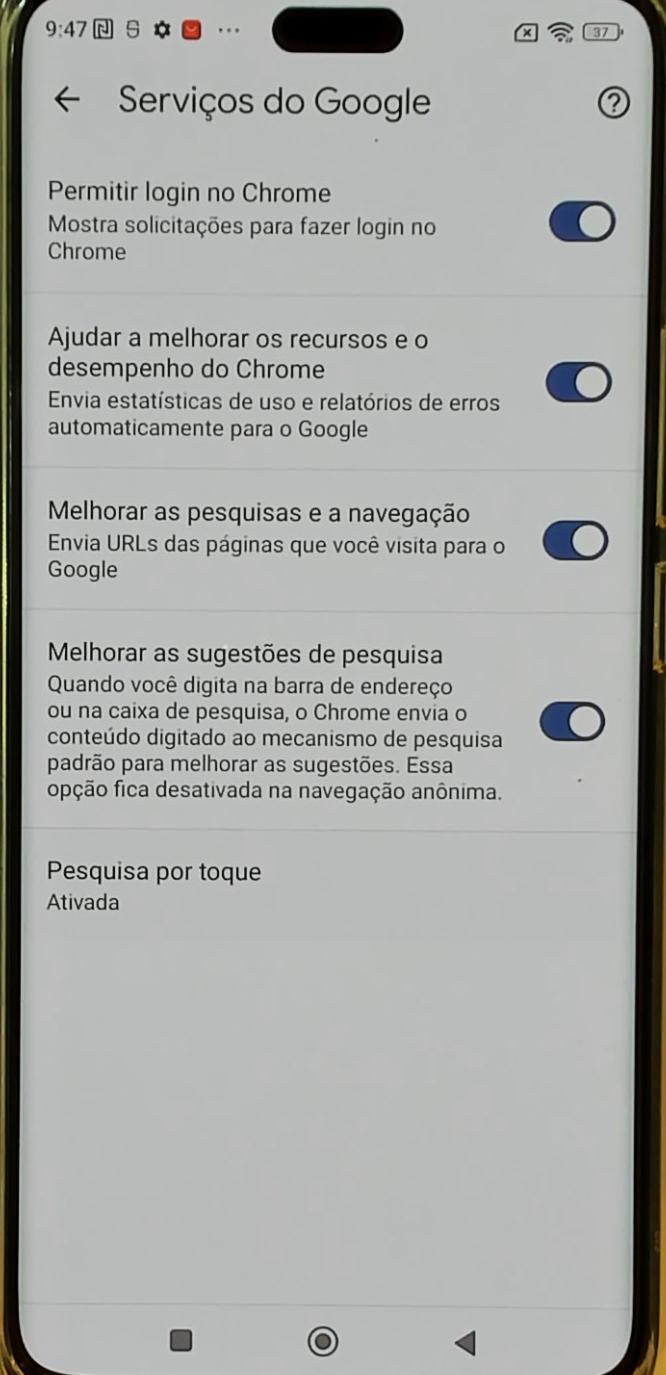 9:47
37
Serviços do Google
Permitir login no Chrome
Mostra solicitações para fazer login no
Chrome
Ajudar a melhorar os recursos e o
desempenho do Chrome
Envia estatísticas de uso e relatórios de erros
automaticamente para o Google
Melhorar as pesquisas e a navegação
Envia URLs das páginas que você visita para o
Google
Melhorar as sugestões de pesquisa
Quando você digita na barra de endereço
ou na caixa de pesquisa, o Chrome envia o
conteúdo digitado ao mecanismo de pesquisa
padrão para melhorar as sugestões. Essa
opção fica desativada na navegação anônima.
Pesquisa por toque
Ativada